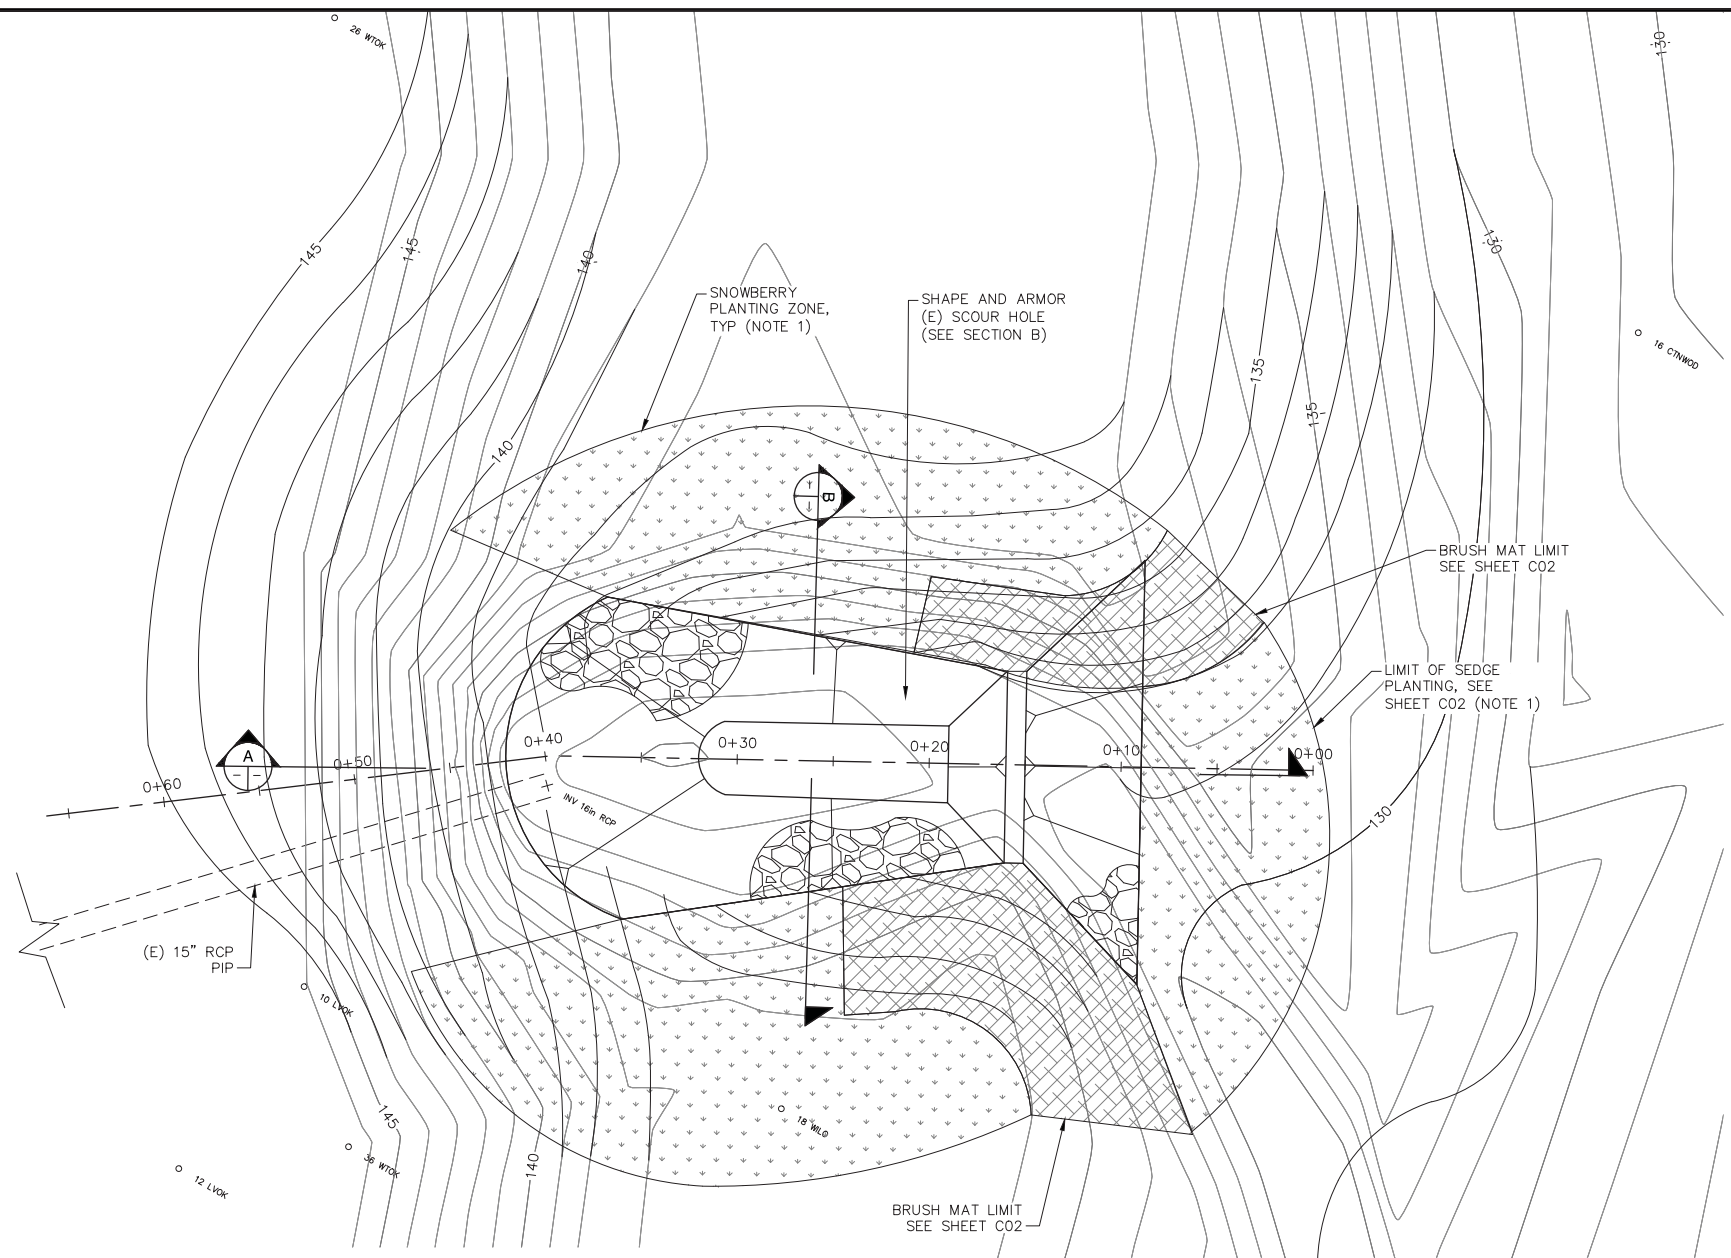 26 WTOK
130
145
145
140
130
SNOWBERRY
PLANTING ZONE,
TYP (NOTE 1)
SHAPE AND ARMOR
(E) SCOUR HOLE
(SEE SECTION B)
16 CTNWOD
135
135
140
B
BRUSH MAT LIMIT
SEE SHEET C02
LIMIT OF SEDGE
PLANTING, SEE
SHEET C02 (NOTE 1)
A
0+60
0+50
0+40
0+30
0+20
0+10
0+00
INV 16in RCP
130
(E) 15" RCP
PIP
10 LVOK
145
18 WILO
36 WTOK
12 LVOK
140
BRUSH MAT LIMIT
SEE SHEET C02